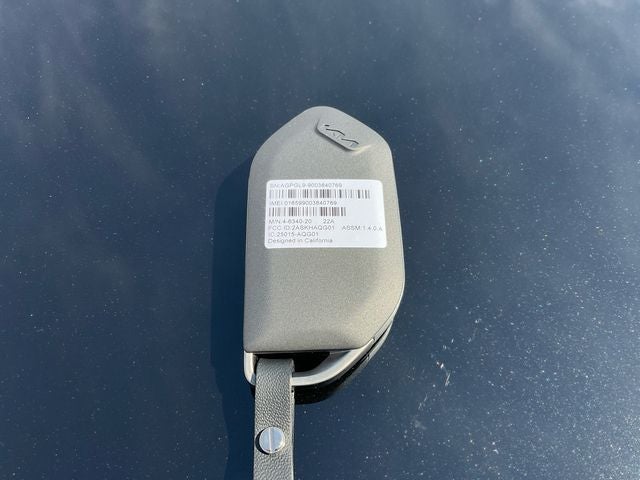 SN:AGPGL9-9003840769
IMEI:016599003840769
M/N:4-6340-20 22A
FCC ID:2ASKHAQG01 ASSM:1.4.0.A
IC:25015-AQG01
Designed in California